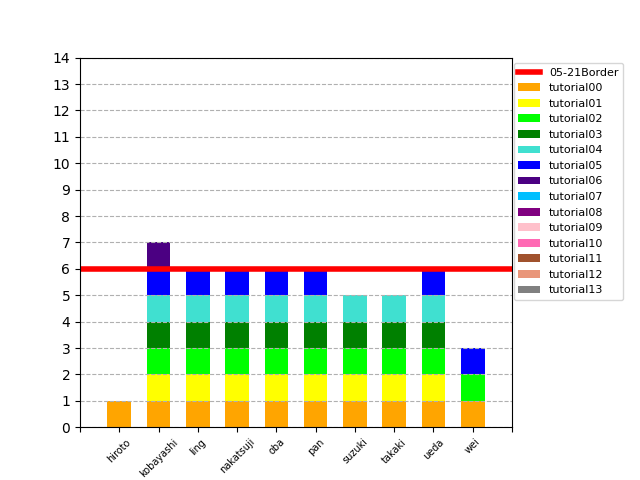 14
13
12
11
10
9
8
7
6
5
4
3
2
1
0
hiroto
kobayashi
ling
nakatsuji
oba
pan
suzuki
takaki
ueda
wei
05-21Border
tutorial00
tutorial01
tutorial02
tutorial03
tutorial04
tutorial05
tutorial06
tutorial07
tutorial08
tutorial09
tutorial10
tutorial11
tutorial12
tutorial13